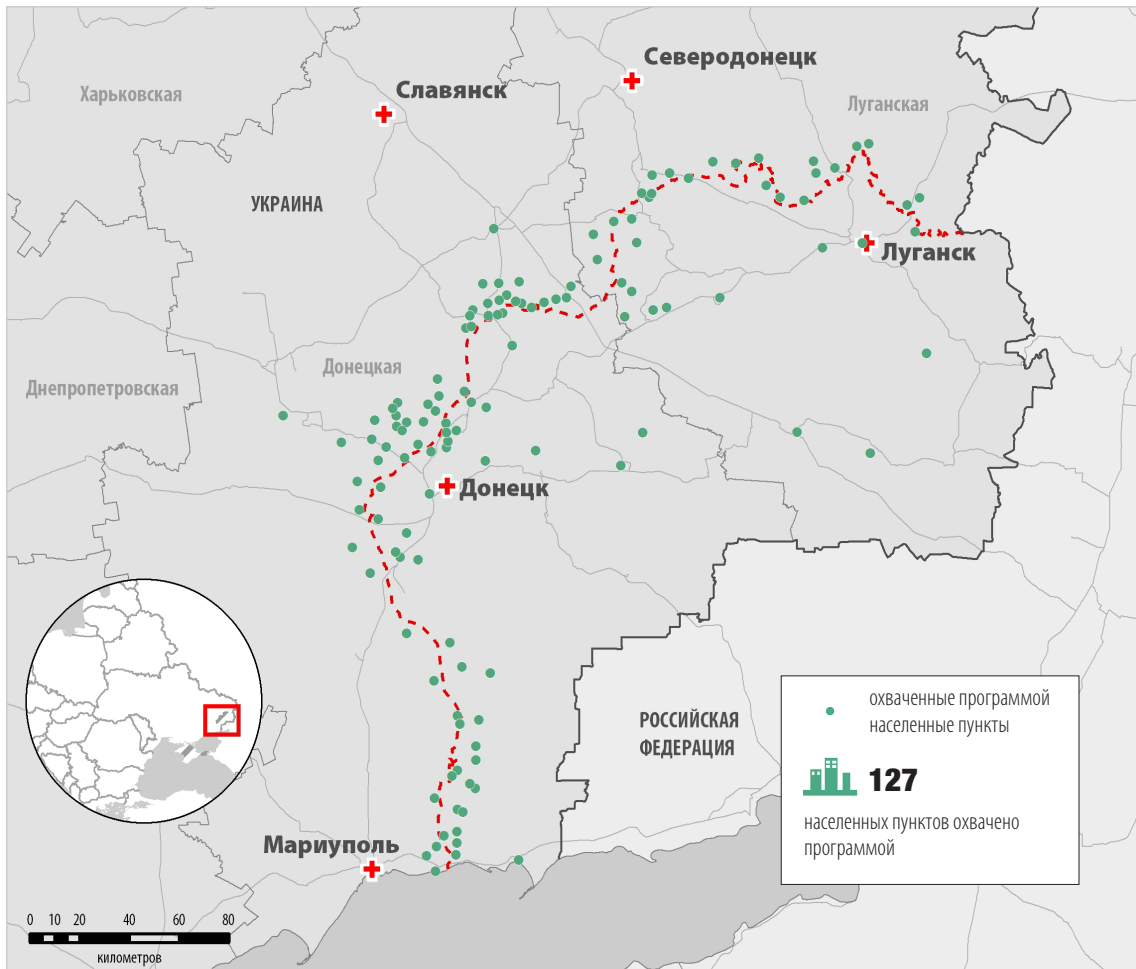 Северодонецк
Славянск
Харьковская
Луганская
УКРАИНА
Луганск
Донецкая
Днепропетровская
Донецк
РОССИЙСКАЯ
ФЕДЕРАЦИЯ
охваченные программой
населенные пункты
127
населенных пунктов охвачено
программой
Мариуполь
0 10 20 40 60 80
километров